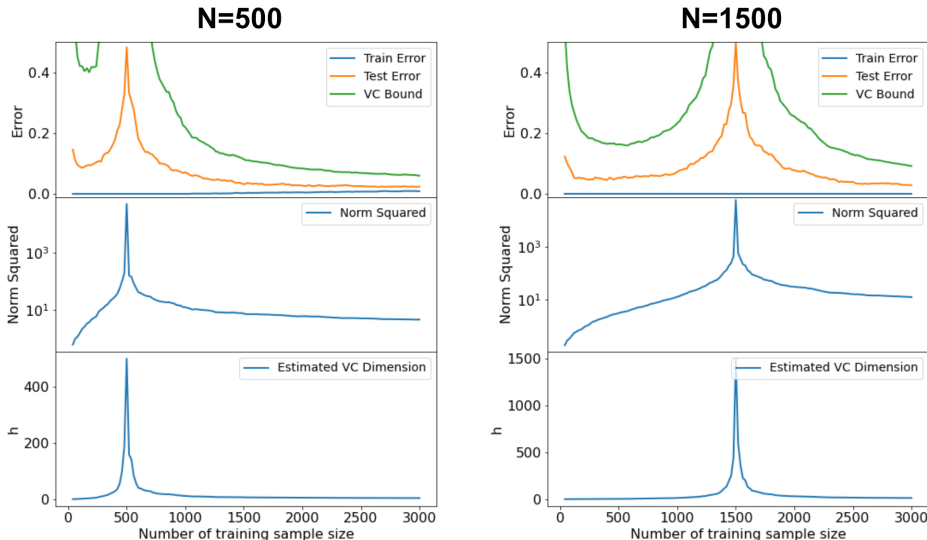 N=500
N=1500
Error
0.4
0.2
0.0
Train Error
Test Error
VC Bound
Norm Squared
10³
10¹
Norm Squared
h
400
200
0
Estimated VC Dimension
0 500 1000 1500 2000 2500 3000
Number of training sample size
Error
0.4
0.2
0.0
Train Error
Test Error
VC Bound
Norm Squared
10³
10¹
Norm Squared
h
1500
1000
500
0
Estimated VC Dimension
0 500 1000 1500 2000 2500 3000
Number of training sample size